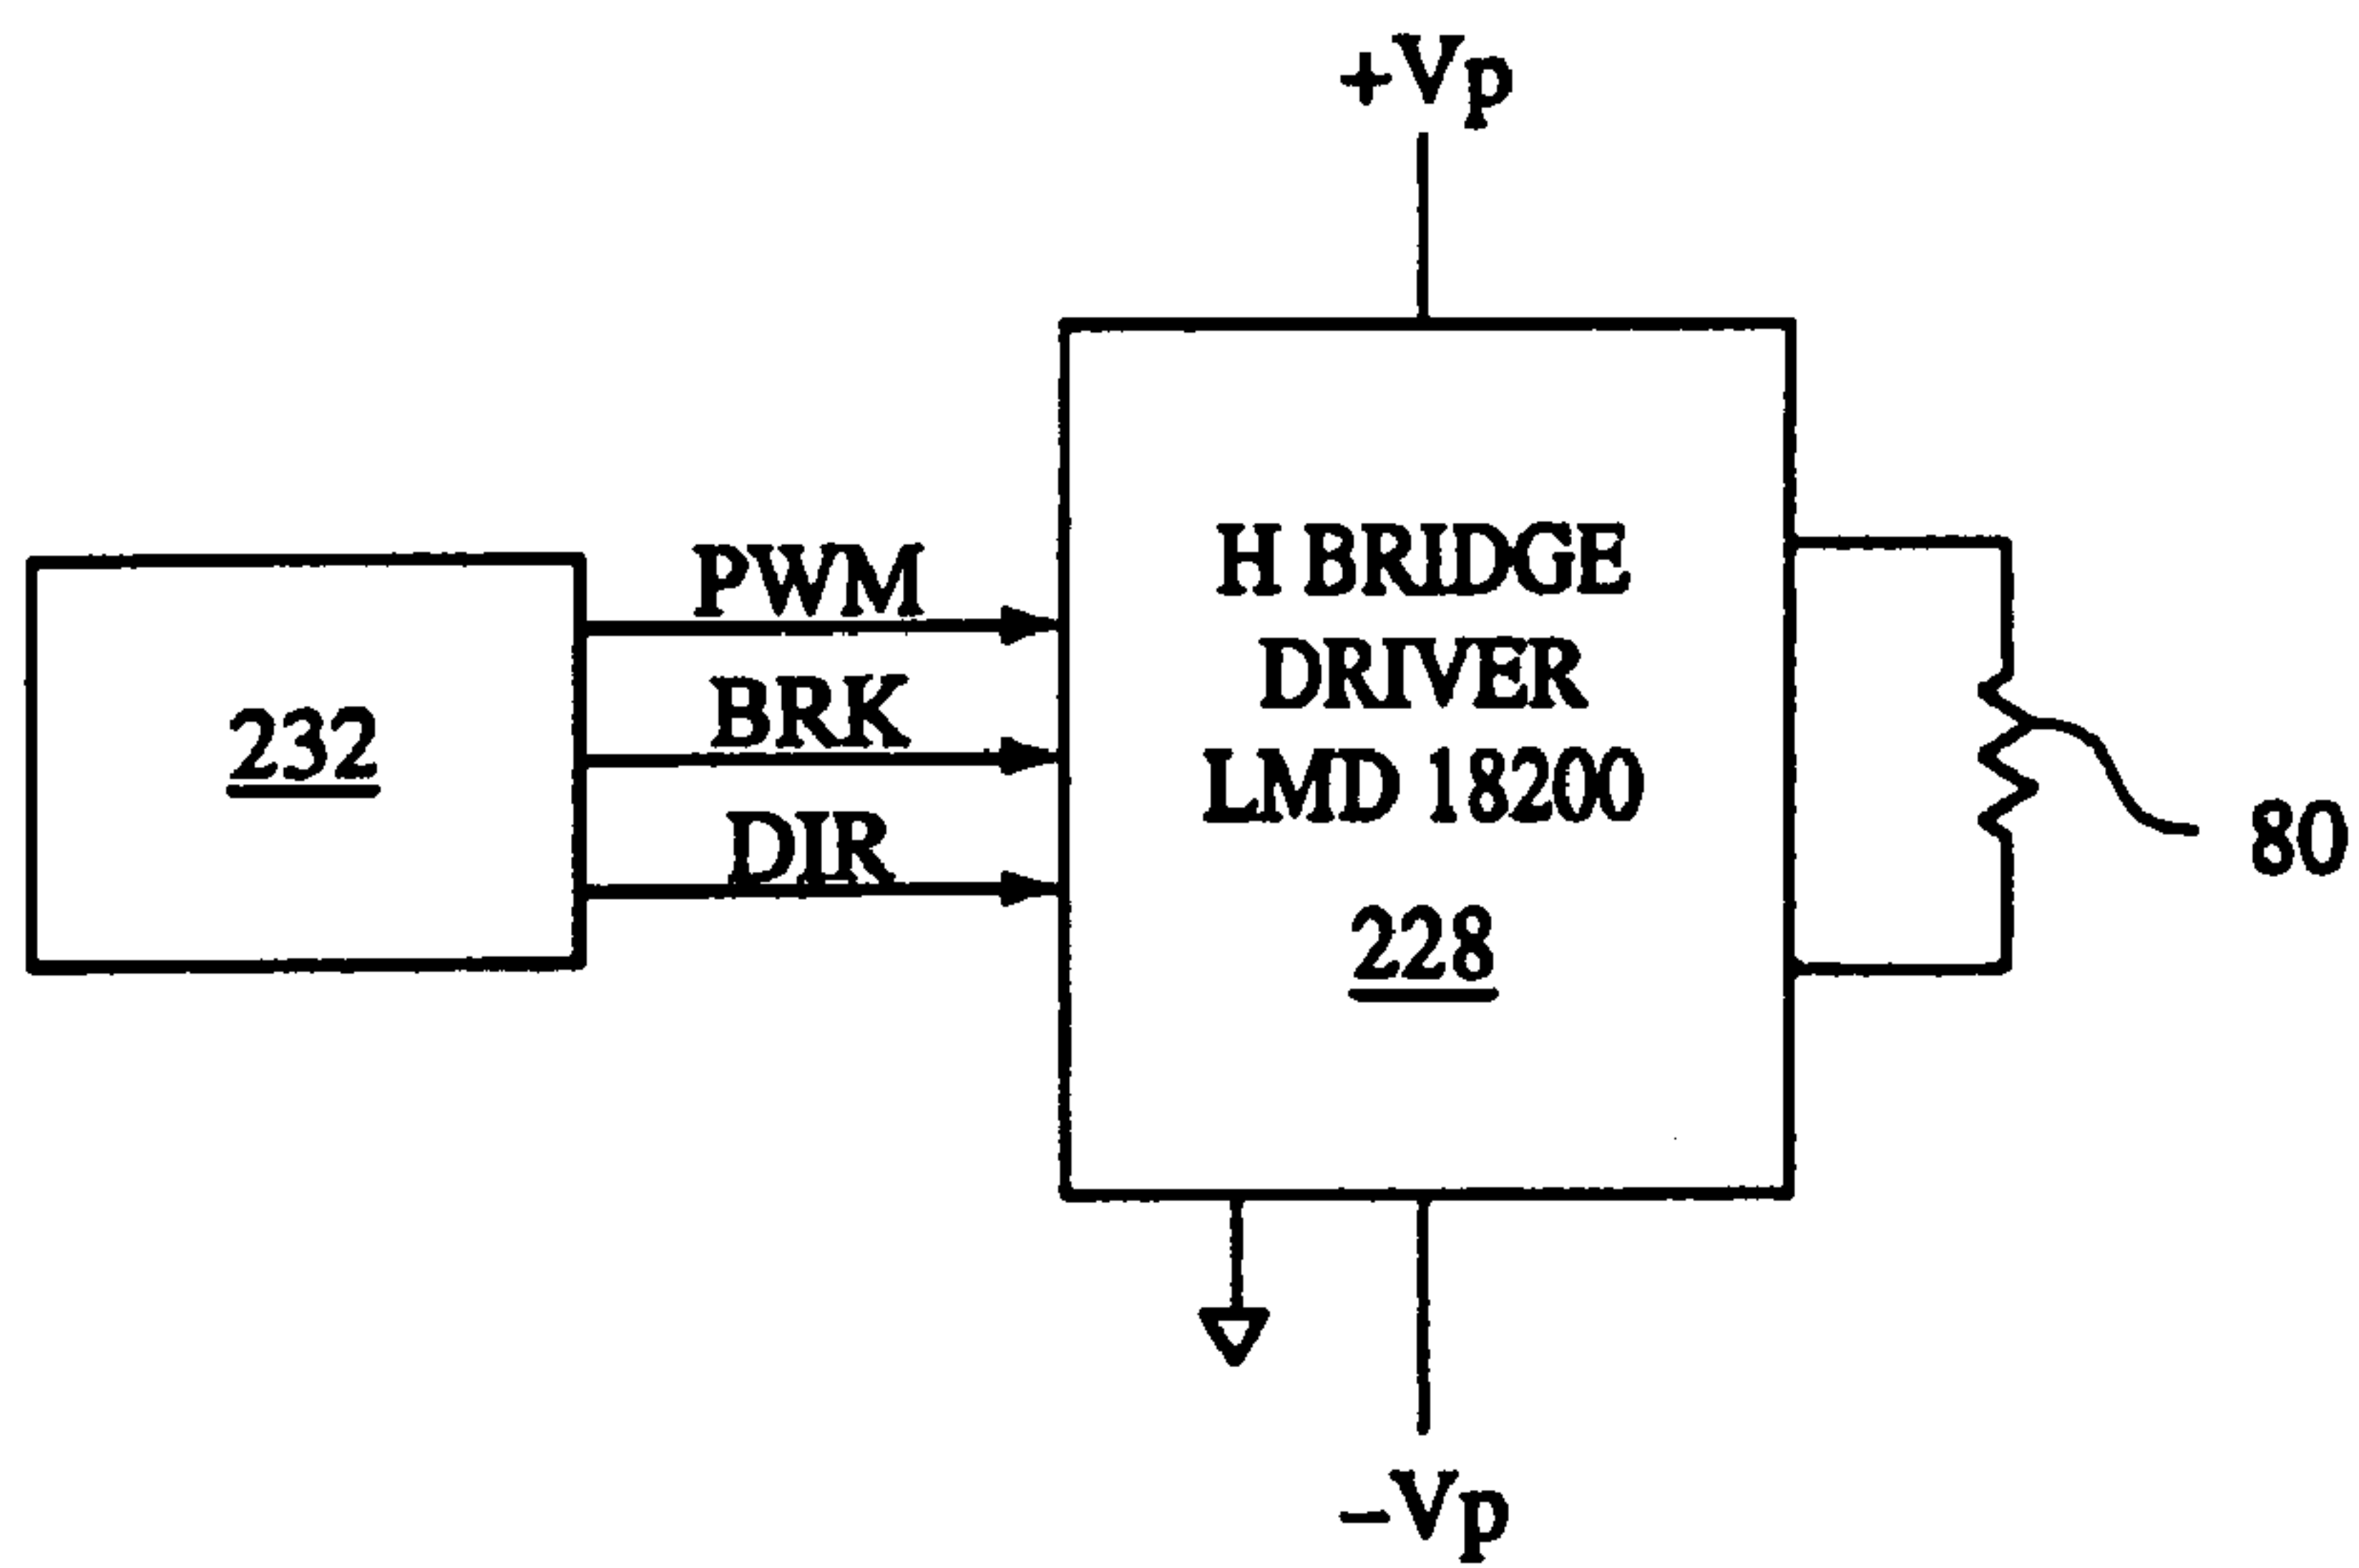 +Vp
PWM
BRK
DIR
232
H BRIDGE
DRIVER
LMD 18200
228
80
−Vp